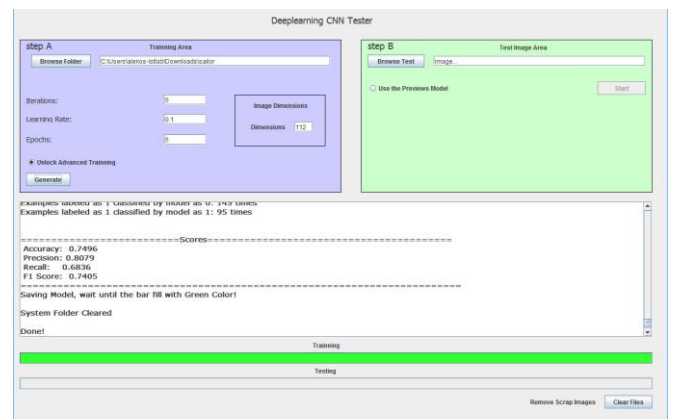 Deeplearning CNN Tester
step A
Trainning Area
Browse Folder C:\Users\alekos-istlab\Downloads\sailor
Iterations: 5
Learning Rate: 0.1
Epochs: 5
Image Dimensions
Dimensions 112
Unlock Advanced Trainning
Generate
step B
Test Image Area
Browse Test image...
Use the Previews Model
Start
Examples labeled as 1 classified by model as 0: 143 times
Examples labeled as 1 classified by model as 1: 95 times
==========================Scores========================================
Accuracy: 0.7496
Precision: 0.8079
Recall: 0.6836
F1 Score: 0.7405
========================================================================
Saving Model, wait until the bar fill with Green Color!
System Folder Cleared
Done!
Trainning
Testing
Remove Scrap Images Clear Files